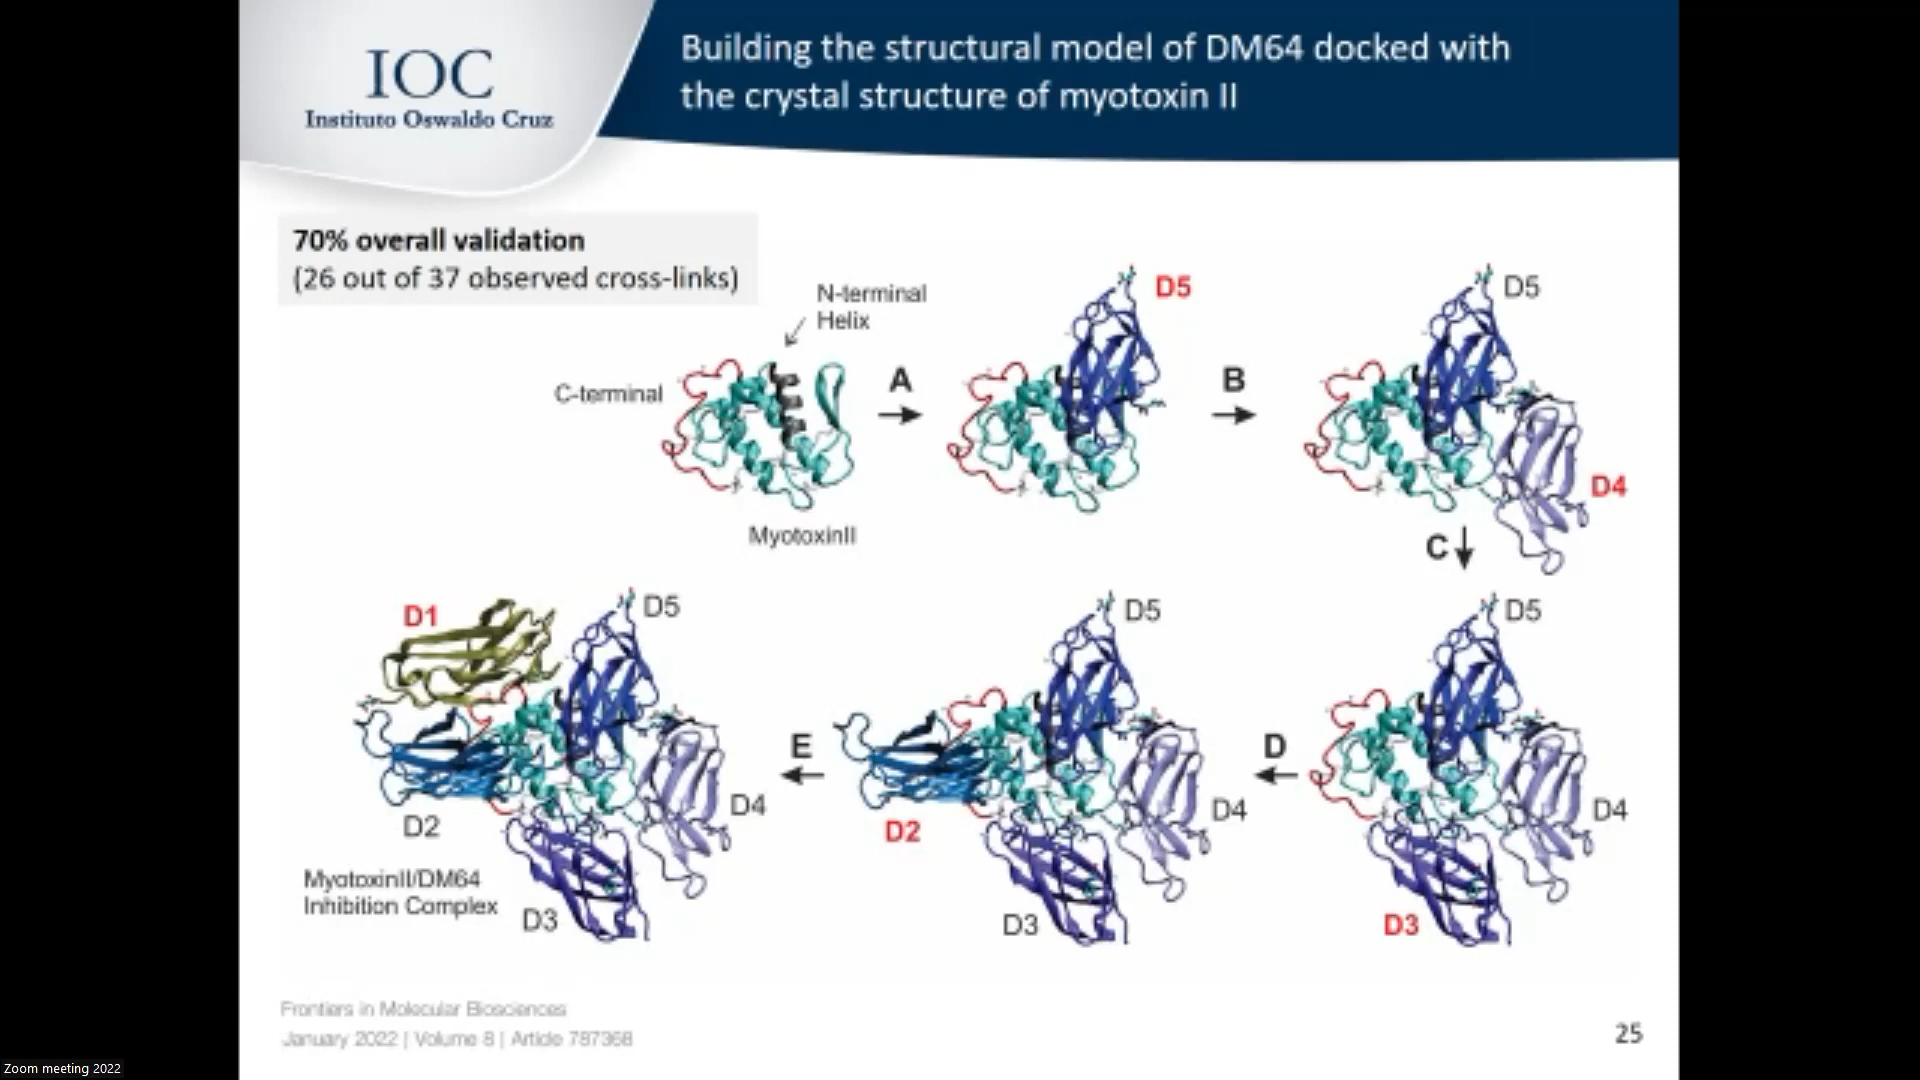 IOC
Instituto Oswaldo Cruz
Building the structural model of DM64 docked with
the crystal structure of myotoxin II
70% overall validation
(26 out of 37 observed cross-links)
N-terminal
Helix
C-terminal
MyotoxinII
A
D5
B
D5
D4
C
D5
D4
D3
D
D5
D4
D2
D3
E
D1
D5
D4
D2
D3
MyotoxinII/DM64
Inhibition Complex
Frontiers in Molecular Biosciences
January 2022 | Volume 8 | Article 787368
25
Zoom meeting 2022